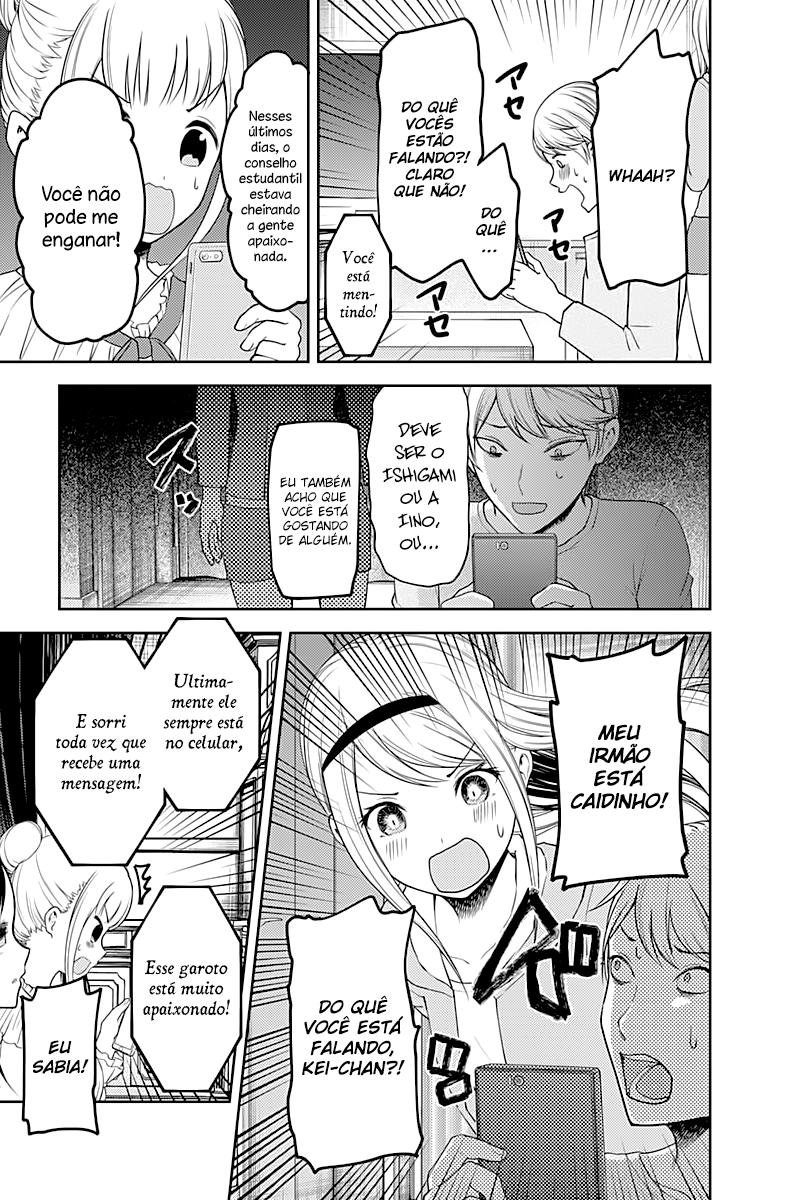 WHAAH?
DO QUÊ
VOCÊS
ESTÃO
FALANDO?!
CLARO
QUE NÃO!
DO
QUÊ
...
アセ
アセ
アセ
Você
está
men-
tindo!
Nesses
últimos
dias, o
conselho
estudantil
estava
cheirando
a gente
apaixo-
nada.
Você não
pode me
enganar!
DEVE
SER O
ISHIGAMI
OU A
IINO,
OU...
EU TAMBÉM
ACHO QUE
VOCÊ ESTÁ
GOSTANDO
DE ALGUÉM.
MEU
IRMÃO
ESTÁ
CAIDINHO!
DO QUÊ
VOCÊ ESTÁ
FALANDO,
KEI-CHAN?!
Ultima-
mente ele
sempre está
no celular,
E sorri
toda vez que
recebe uma
mensagem!
Esse garoto
está muito
apaixonado!
EU
SABIA!